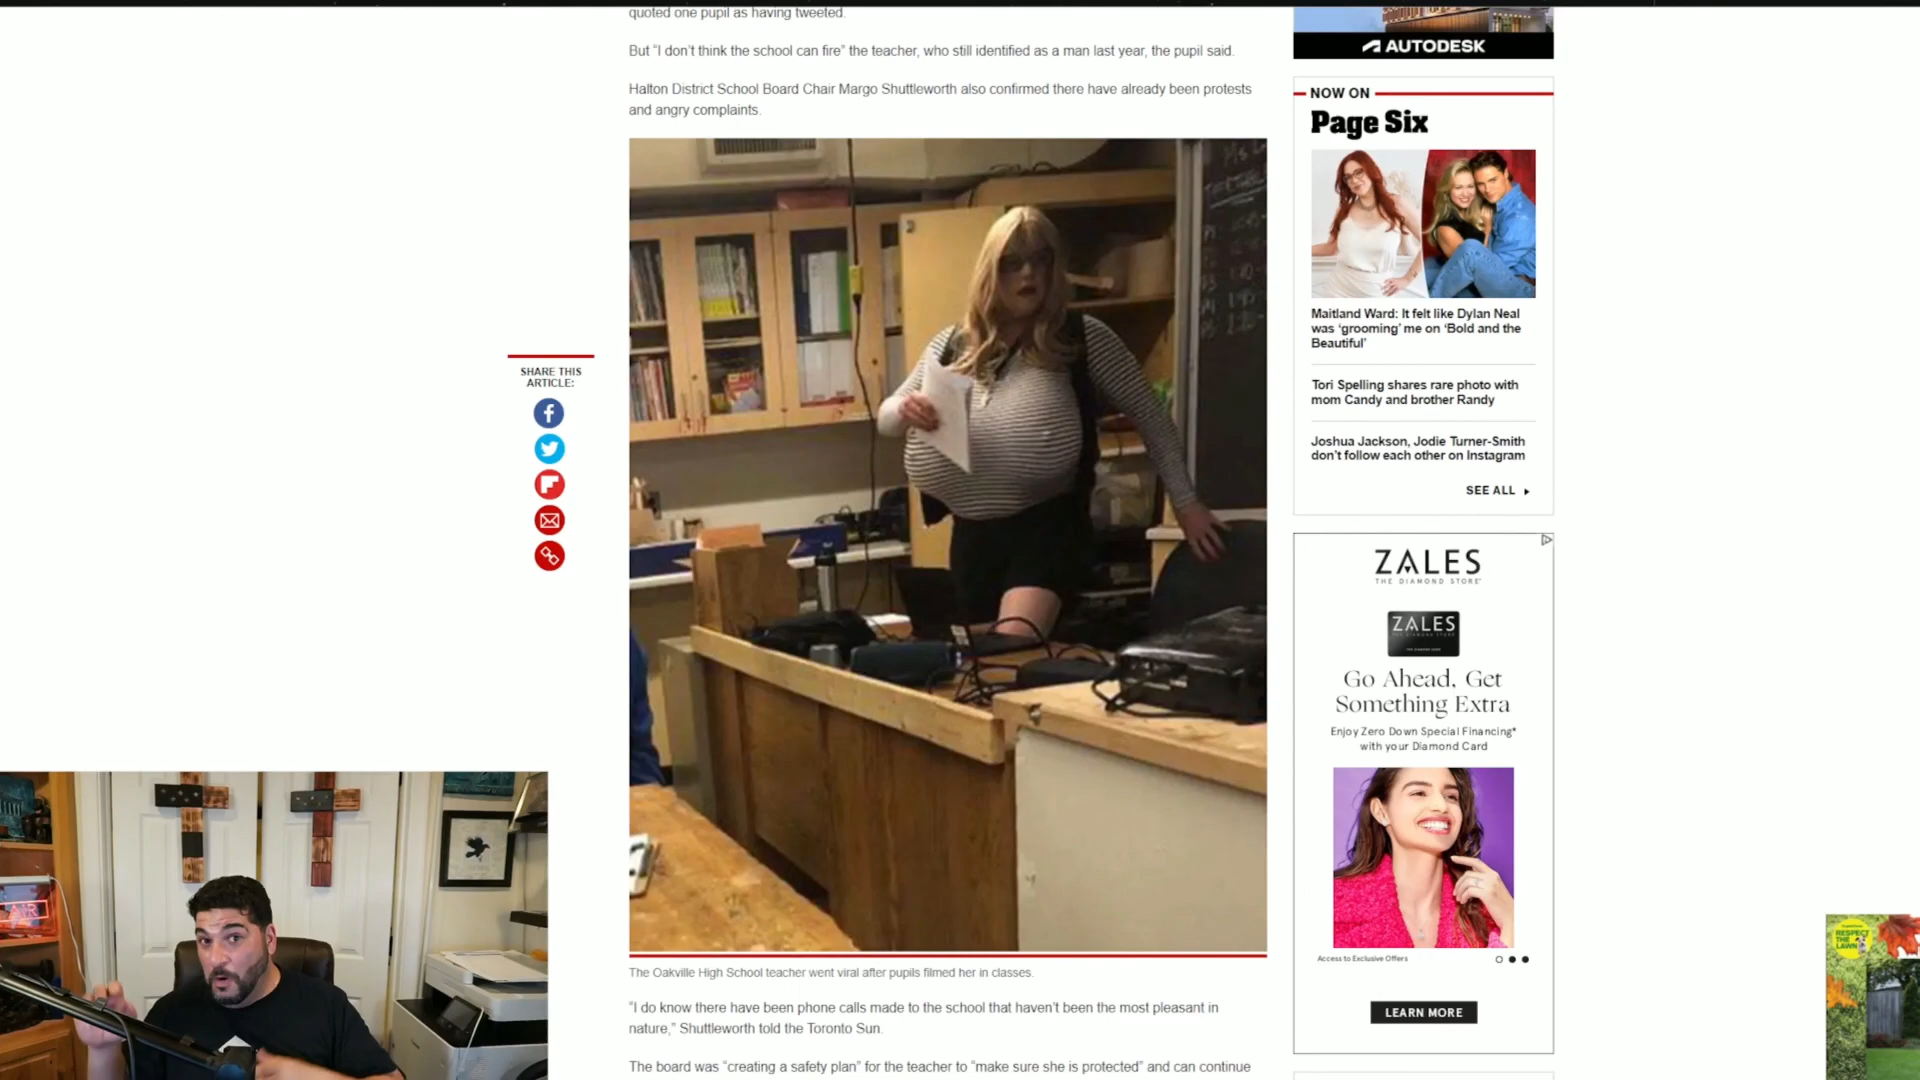 quoted one pupil as having tweeted.
But “I don’t think the school can fire” the teacher, who still identified as a man last year, the pupil said.
Halton District School Board Chair Margo Shuttleworth also confirmed there have already been protests
and angry complaints.
SHARE THIS
ARTICLE:
The Oakville High School teacher went viral after pupils filmed her in classes.
“I do know there have been phone calls made to the school that haven’t been the most pleasant in
nature,” Shuttleworth told the Toronto Sun.
The board was “creating a safety plan” for the teacher to “make sure she is protected” and can continue
AUTODESK
NOW ON
Page Six
Maitland Ward: It felt like Dylan Neal
was ‘grooming’ me on ‘Bold and the
Beautiful’
Tori Spelling shares rare photo with
mom Candy and brother Randy
Joshua Jackson, Jodie Turner-Smith
don’t follow each other on Instagram
SEE ALL
ZALES
THE DIAMOND STORE
ZALES
THE DIAMOND STORE
Go Ahead, Get
Something Extra
Enjoy Zero Down Special Financing*
with your Diamond Card
Access to Exclusive Offers
LEARN MORE
RESPECT
THE
LAWN